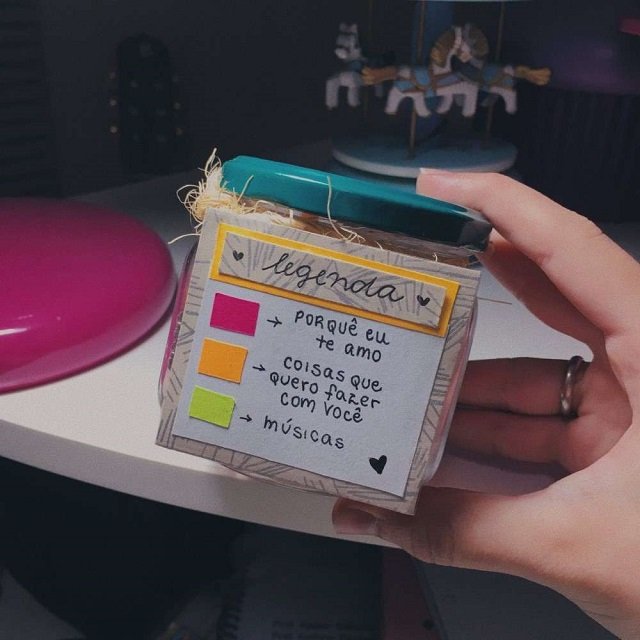 legenda
PORQUÊ EU
TE AMO
COISAS QUE
QUERO FAZER
COM VOCÊ
MÚSICAS